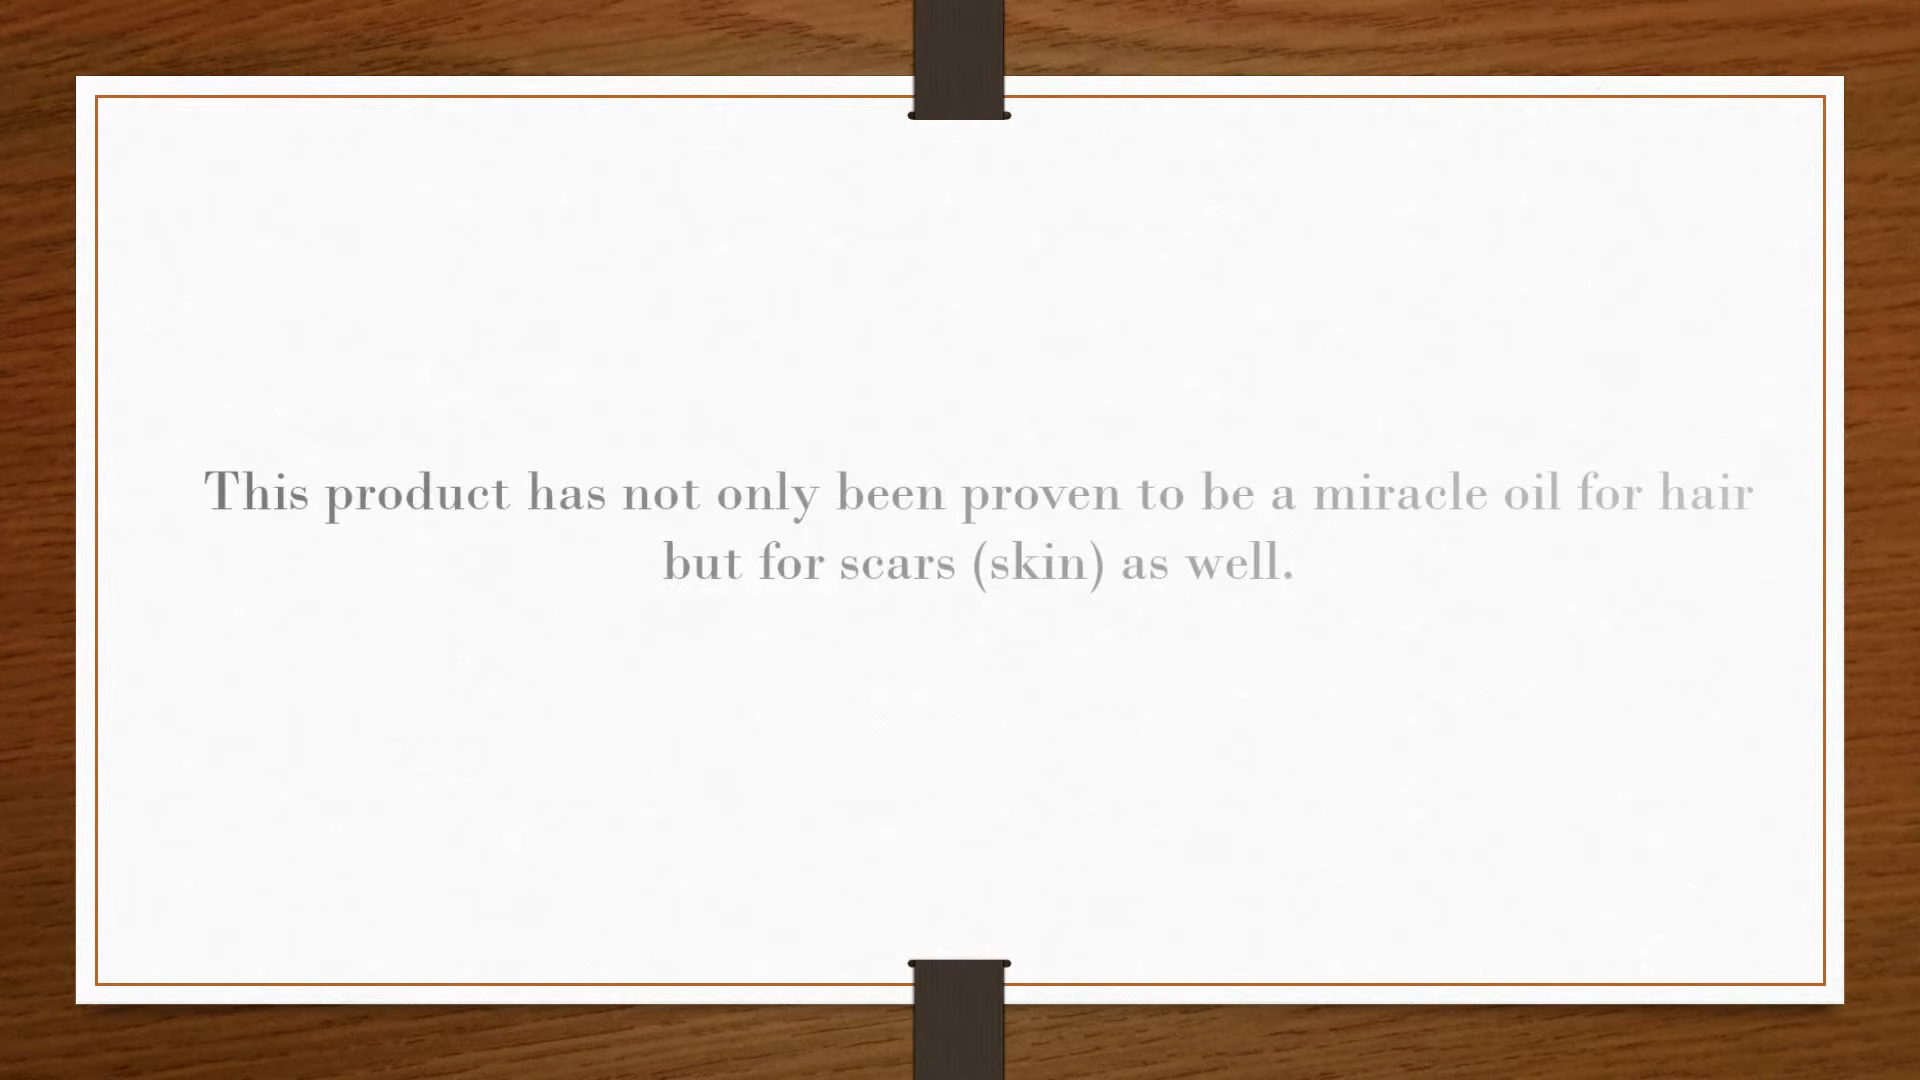 This product has not only been proven to be a miracle oil for hair
but for scars (skin) as well.